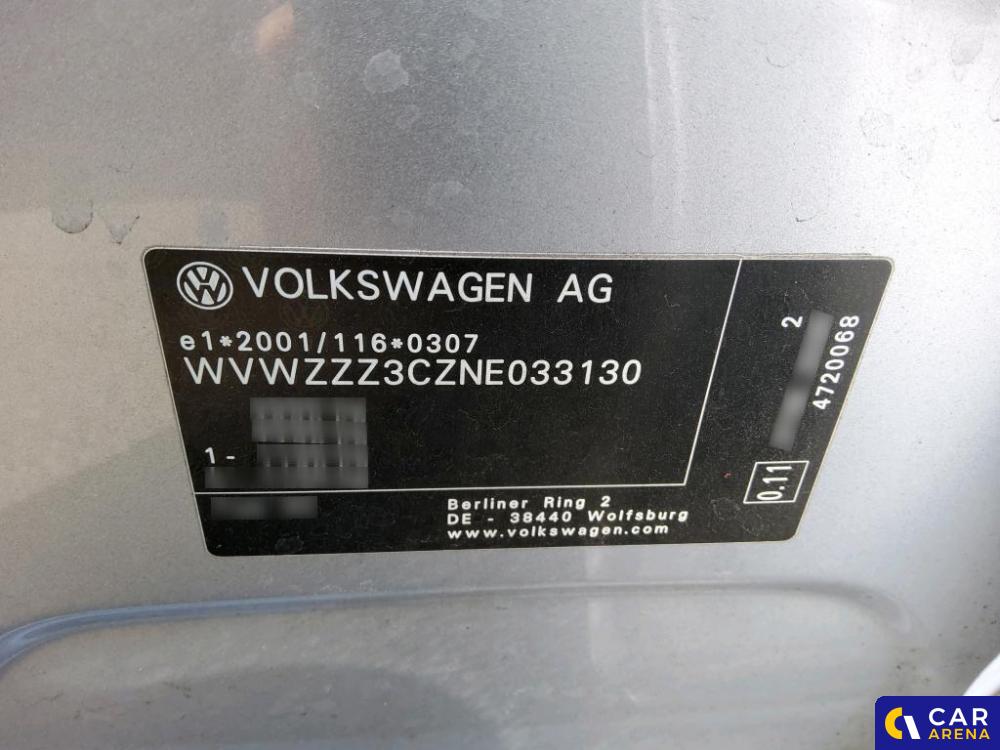 VOLKSWAGEN AG
e1*2001/116*0307
WVWZZZ3CZNE033130
1-
Berliner Ring 2
DE - 38440 Wolfsburg
www.volkswagen.com
2
4720068
0.11
CAR
ARENA